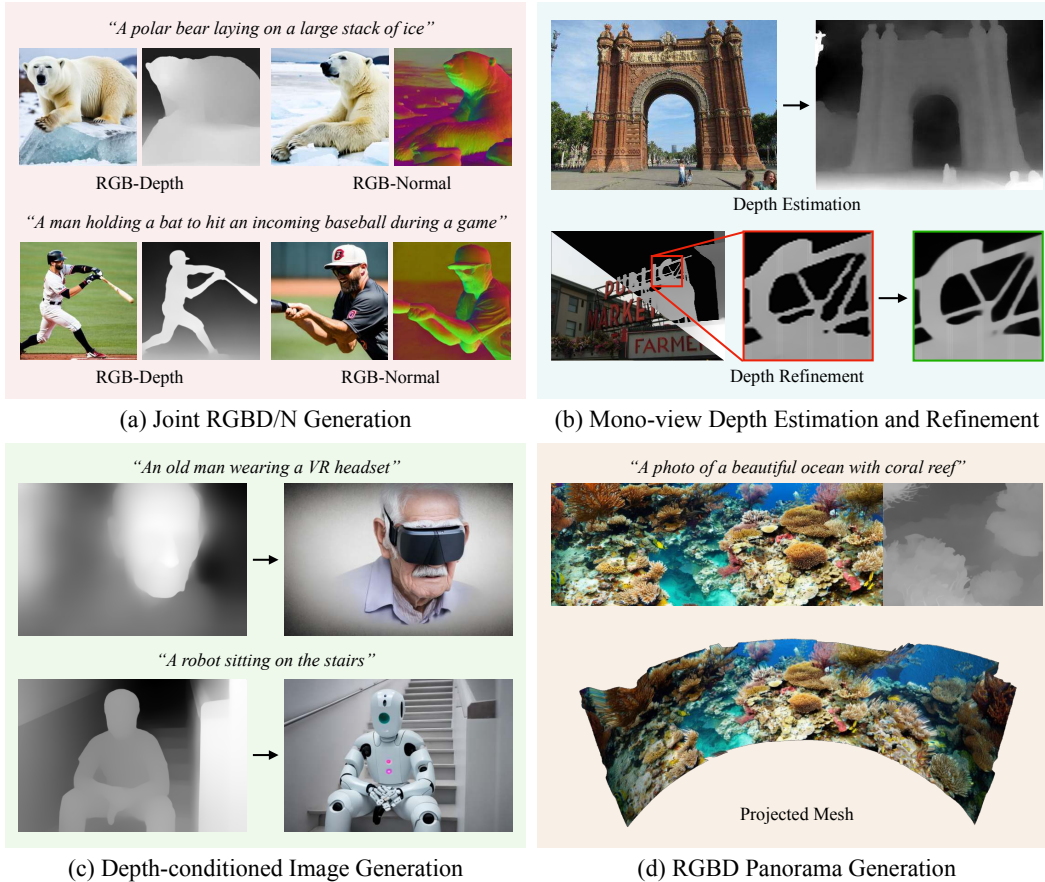 “A polar bear laying on a large stack of ice”
RGB-Depth
RGB-Normal
“A man holding a bat to hit an incoming baseball during a game”
RGB-Depth
RGB-Normal
(a) Joint RGBD/N Generation
Depth Estimation
MARKE
FARME
Depth Refinement
(b) Mono-view Depth Estimation and Refinement
“An old man wearing a VR headset”
“A robot sitting on the stairs”
(c) Depth-conditioned Image Generation
“A photo of a beautiful ocean with coral reef”
Projected Mesh
(d) RGBD Panorama Generation